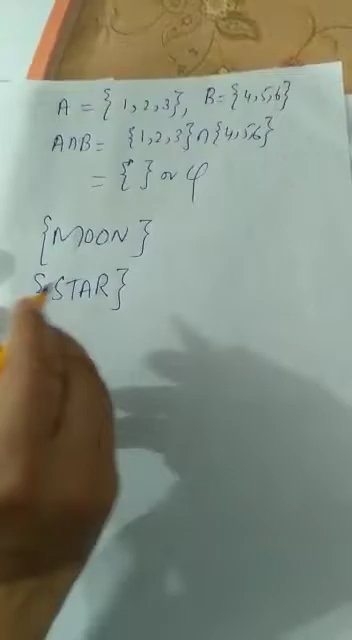 A = { 1, 2, 3 }, B = {4,5,6}
A∩B = {1,2,3}∩{4,5,6}
= { } or φ
{MOON}
{STAR}